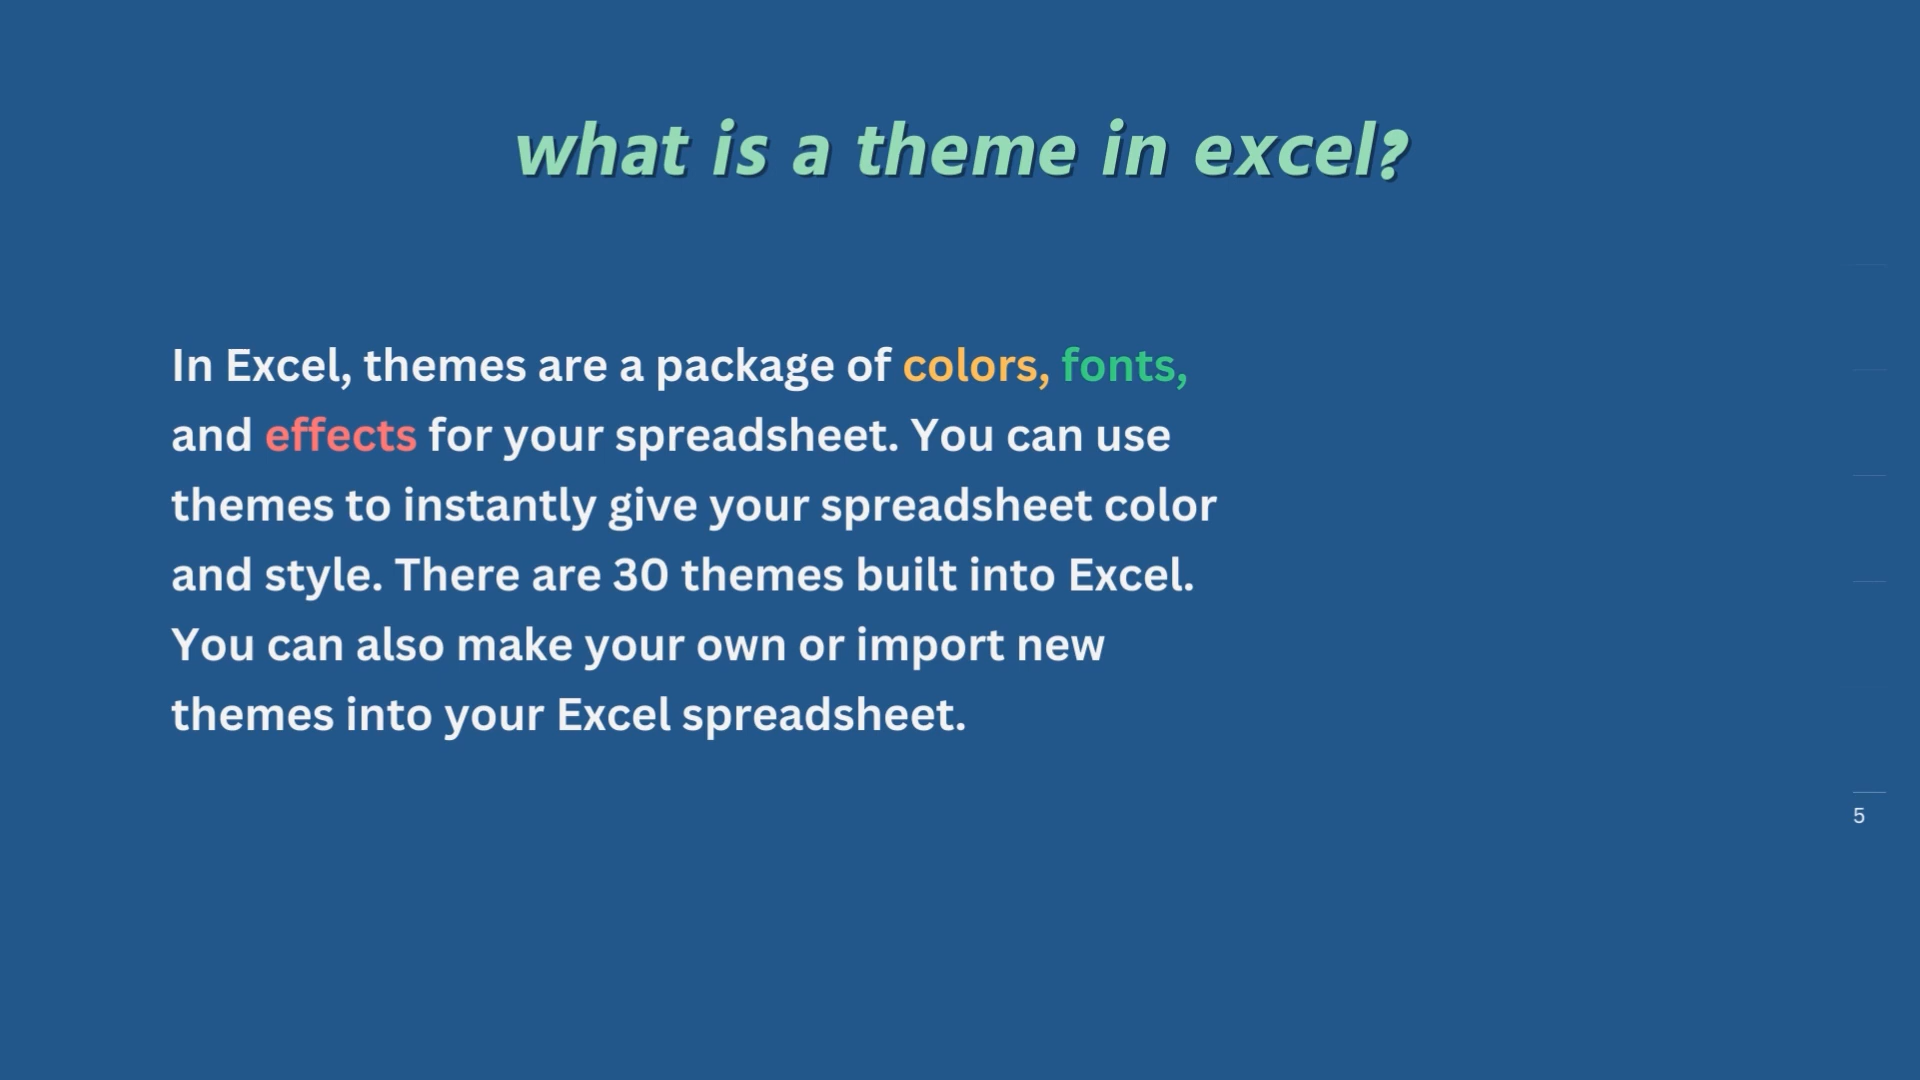 what is a theme in excel?
In Excel, themes are a package of colors, fonts,
and effects for your spreadsheet. You can use
themes to instantly give your spreadsheet color
and style. There are 30 themes built into Excel.
You can also make your own or import new
themes into your Excel spreadsheet.
5